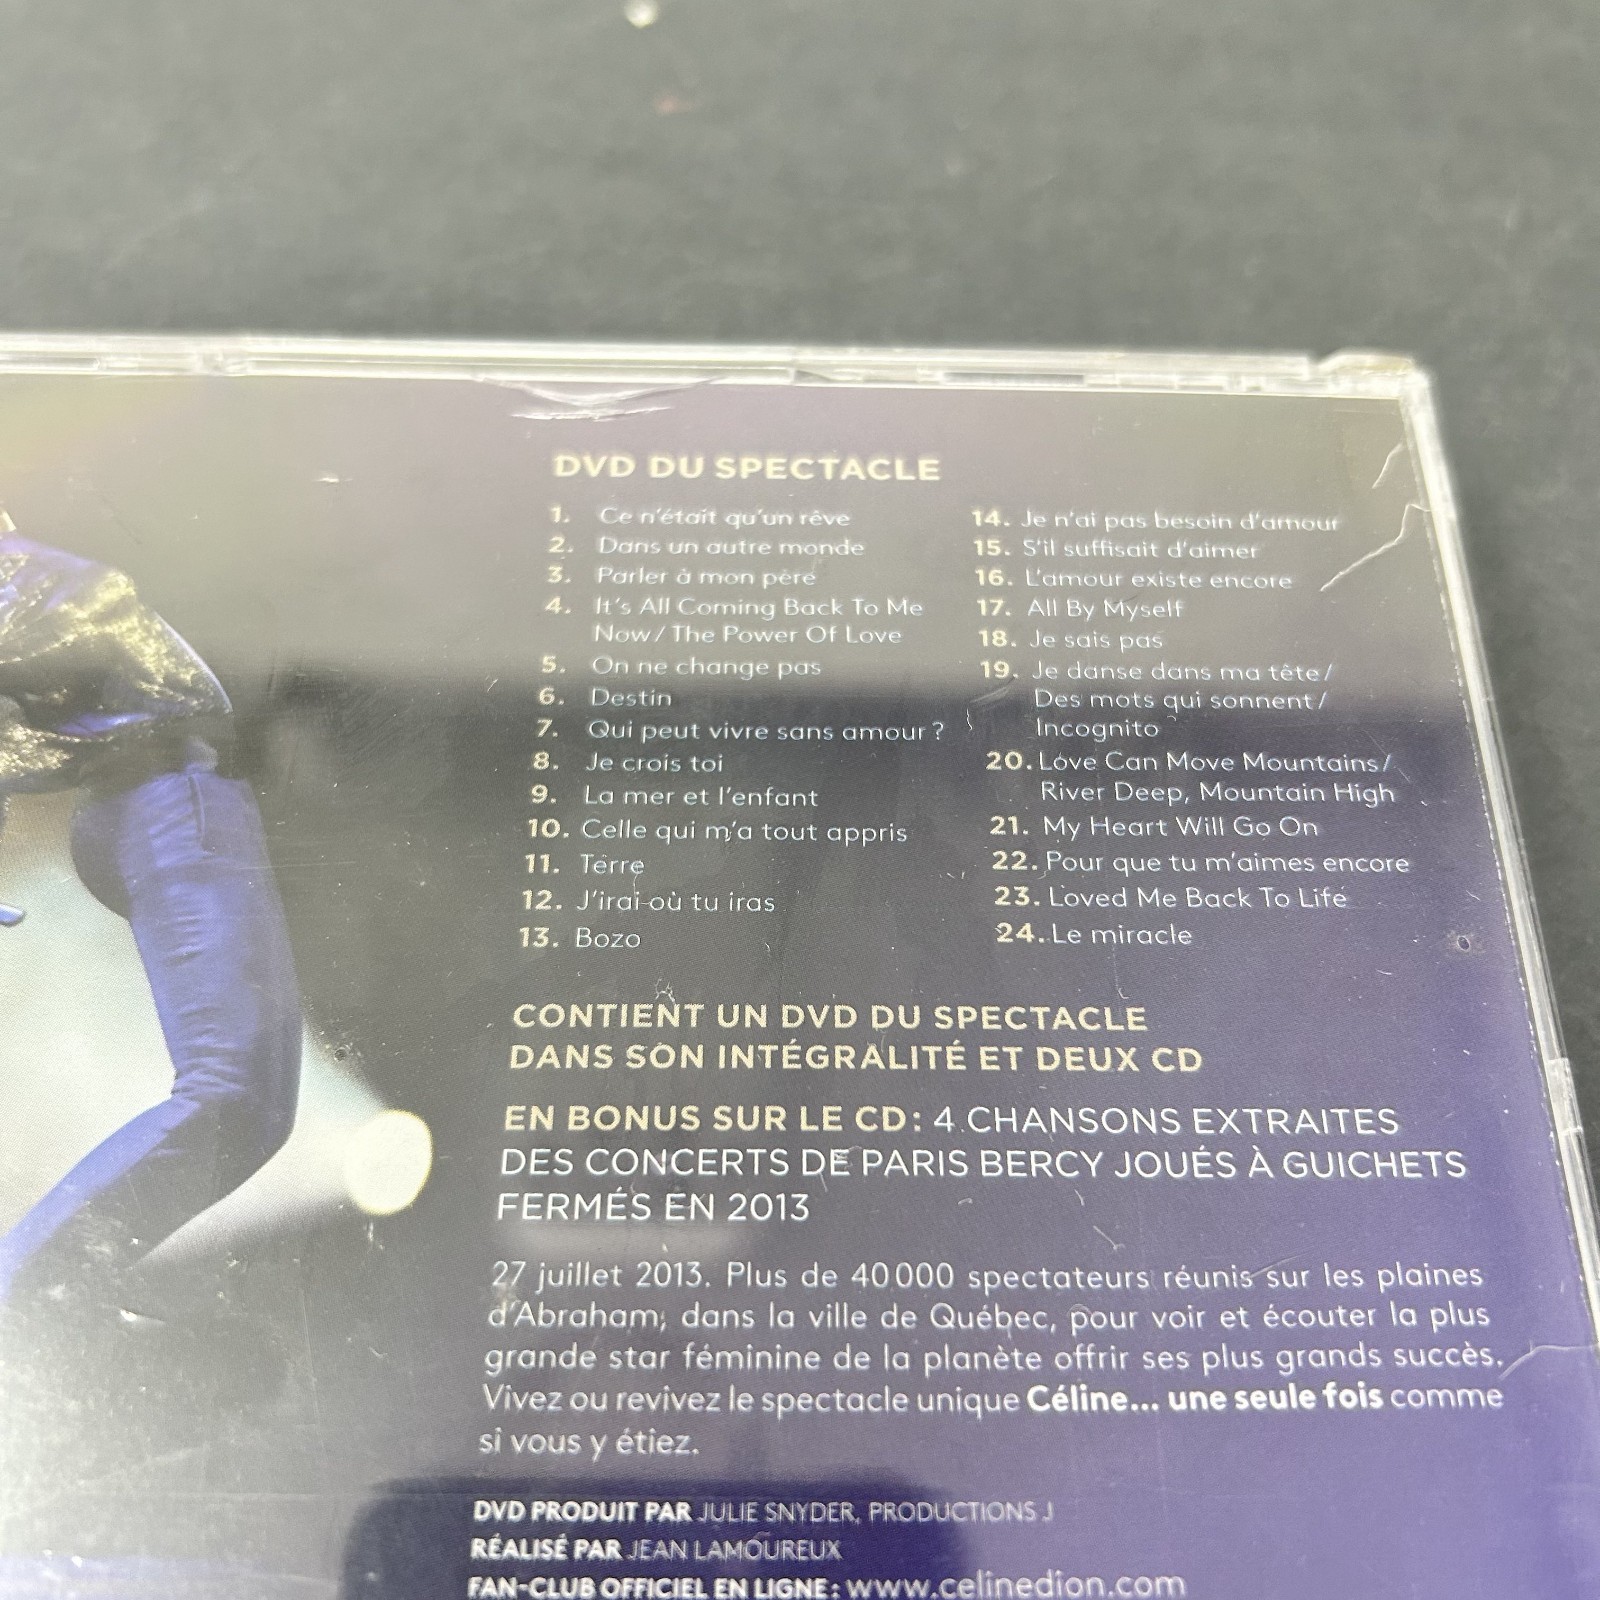 DVD DU SPECTACLE
1. Ce n'était qu'un rêve
2. Dans un autre monde
3. Parler à mon père
4. It's All Coming Back To Me
Now / The Power Of Love
5. On ne change pas
6. Destin
7. Qui peut vivre sans amour ?
8. Je crois toi
9. La mer et l'enfant
10. Celle qui m'a tout appris
11. Terre
12. J'irai où tu iras
13. Bozo
14. Je n'ai pas besoin d'amour
15. S'il suffisait d'aimer
16. L'amour existe encore
17. All By Myself
18. Je sais pas
19. Je danse dans ma tête /
Des mots qui sonnent /
Incognito
20. Love Can Move Mountains /
River Deep, Mountain High
21. My Heart Will Go On
22. Pour que tu m'aimes encore
23. Loved Me Back To Life
24. Le miracle
CONTIENT UN DVD DU SPECTACLE
DANS SON INTÉGRALITÉ ET DEUX CD
EN BONUS SUR LE CD : 4 CHANSONS EXTRAITES
DES CONCERTS DE PARIS BERCY JOUÉS À GUICHETS
FERMÉS EN 2013
27 juillet 2013. Plus de 40 000 spectateurs réunis sur les plaines
d'Abraham, dans la ville de Québec, pour voir et écouter la plus
grande star féminine de la planète offrir ses plus grands succès.
Vivez ou revivez le spectacle unique Céline... une seule fois comme
si vous y étiez.
DVD PRODUIT PAR JULIE SNYDER, PRODUCTIONS J
RÉALISÉ PAR JEAN LAMOUREUX
FAN-CLUB OFFICIEL EN LIGNE : www.celinedion.com